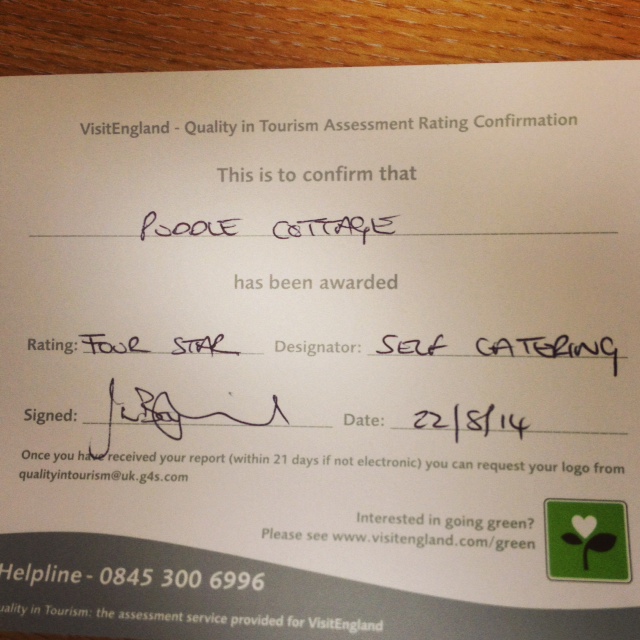 VisitEngland - Quality in Tourism Assessment Rating Confirmation
This is to confirm that
PUDDLE COTTAGE
has been awarded
Rating: FOUR STAR Designator: SELF CATERING
Signed: Date: 22/8/14
Once you have received your report (within 21 days if not electronic) you can request your logo from
qualityintourism@uk.g4s.com
Interested in going green?
Please see www.visitengland.com/green
Helpline - 0845 300 6996
uality in Tourism: the assessment service provided for VisitEngland